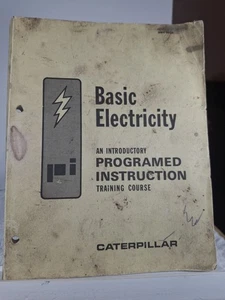 Basic
Electricity
AN INTRODUCTORY
PROGRAMED
INSTRUCTION
TRAINING COURSE
pi
CATERPILLAR